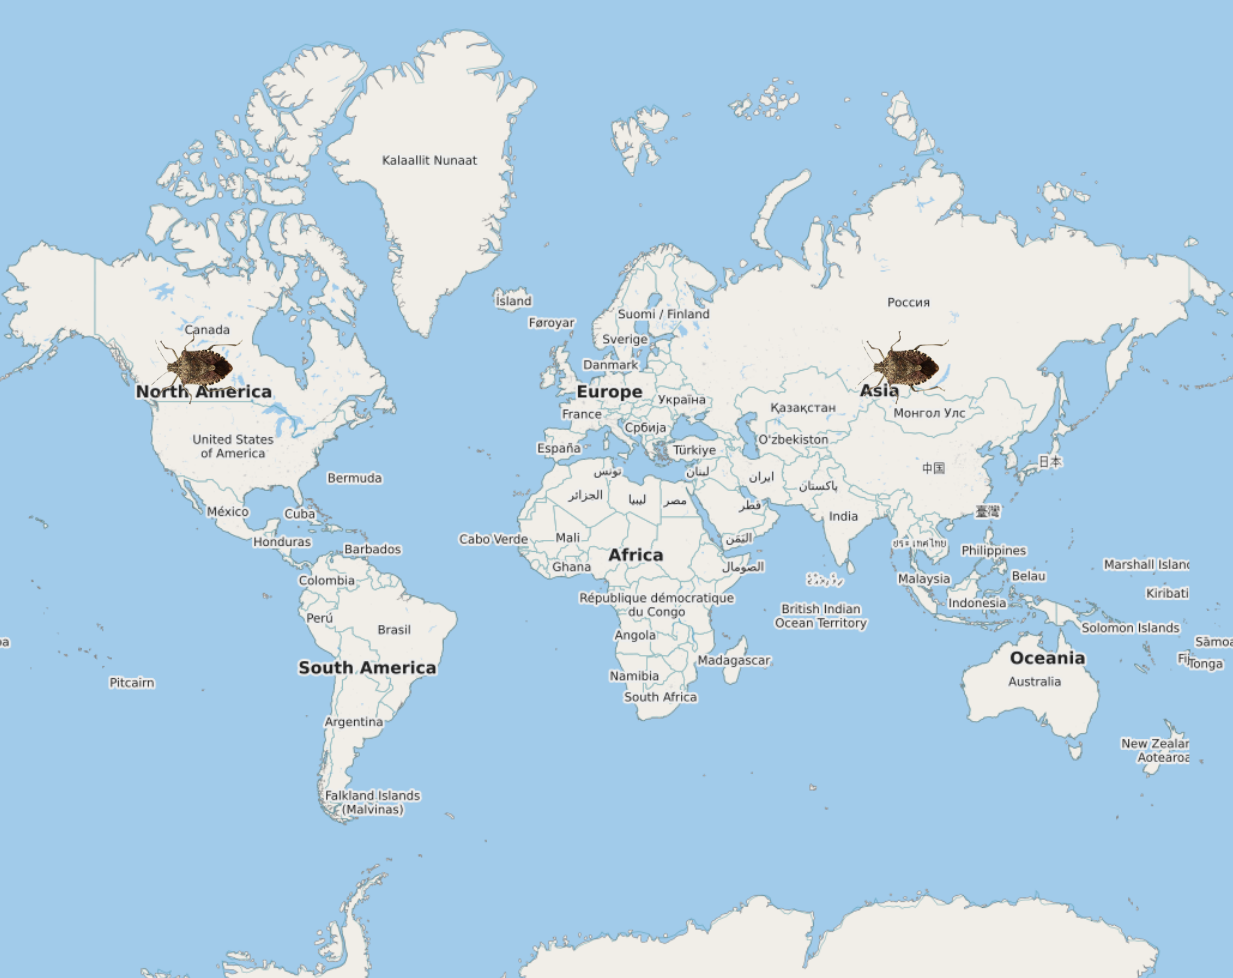 Kalaallit Nunaat
Ísland
Føroyar
Suomi / Finland
Sverige
Danmark
Россия
Canada
North America
Europe
Asia
Україна
France
Србија
Қазақстан
Монгол Улс
United States
of America
España
Türkiye
O'zbekiston
中国
日本
Bermuda
تونس
لبنان
ایران
پاکستان
México
Cuba
الجزائر
ليبيا
مصر
قطر
India
臺灣
Honduras
Barbados
Cabo Verde
Mali
اليَمَن
ประเทศไทย
Philippines
Colombia
Ghana
Africa
الصومال
Malaysia
Belau
Marshall Islan
Kiribati
Perú
Brasil
République démocratique
du Congo
British Indian
Ocean Territory
Indonesia
Solomon Islands
Angola
Sāmoa
South America
Madagascar
Oceania
Tonga
Pitcairn
Namibia
South Africa
Australia
Argentina
New Zealan
Aotearoa
Falkland Islands
(Malvinas)